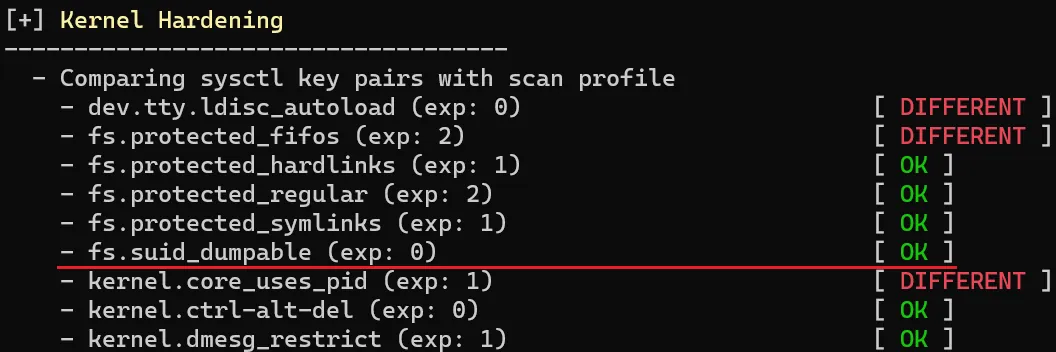 [+] Kernel Hardening
------------------------------------
- Comparing sysctl key pairs with scan profile
- dev.tty.ldisc_autoload (exp: 0) [ DIFFERENT ]
- fs.protected_fifos (exp: 2) [ DIFFERENT ]
- fs.protected_hardlinks (exp: 1) [ OK ]
- fs.protected_regular (exp: 2) [ OK ]
- fs.protected_symlinks (exp: 1) [ OK ]
- fs.suid_dumpable (exp: 0) [ OK ]
- kernel.core_uses_pid (exp: 1) [ DIFFERENT ]
- kernel.ctrl-alt-del (exp: 0) [ OK ]
- kernel.dmesg_restrict (exp: 1) [ OK ]